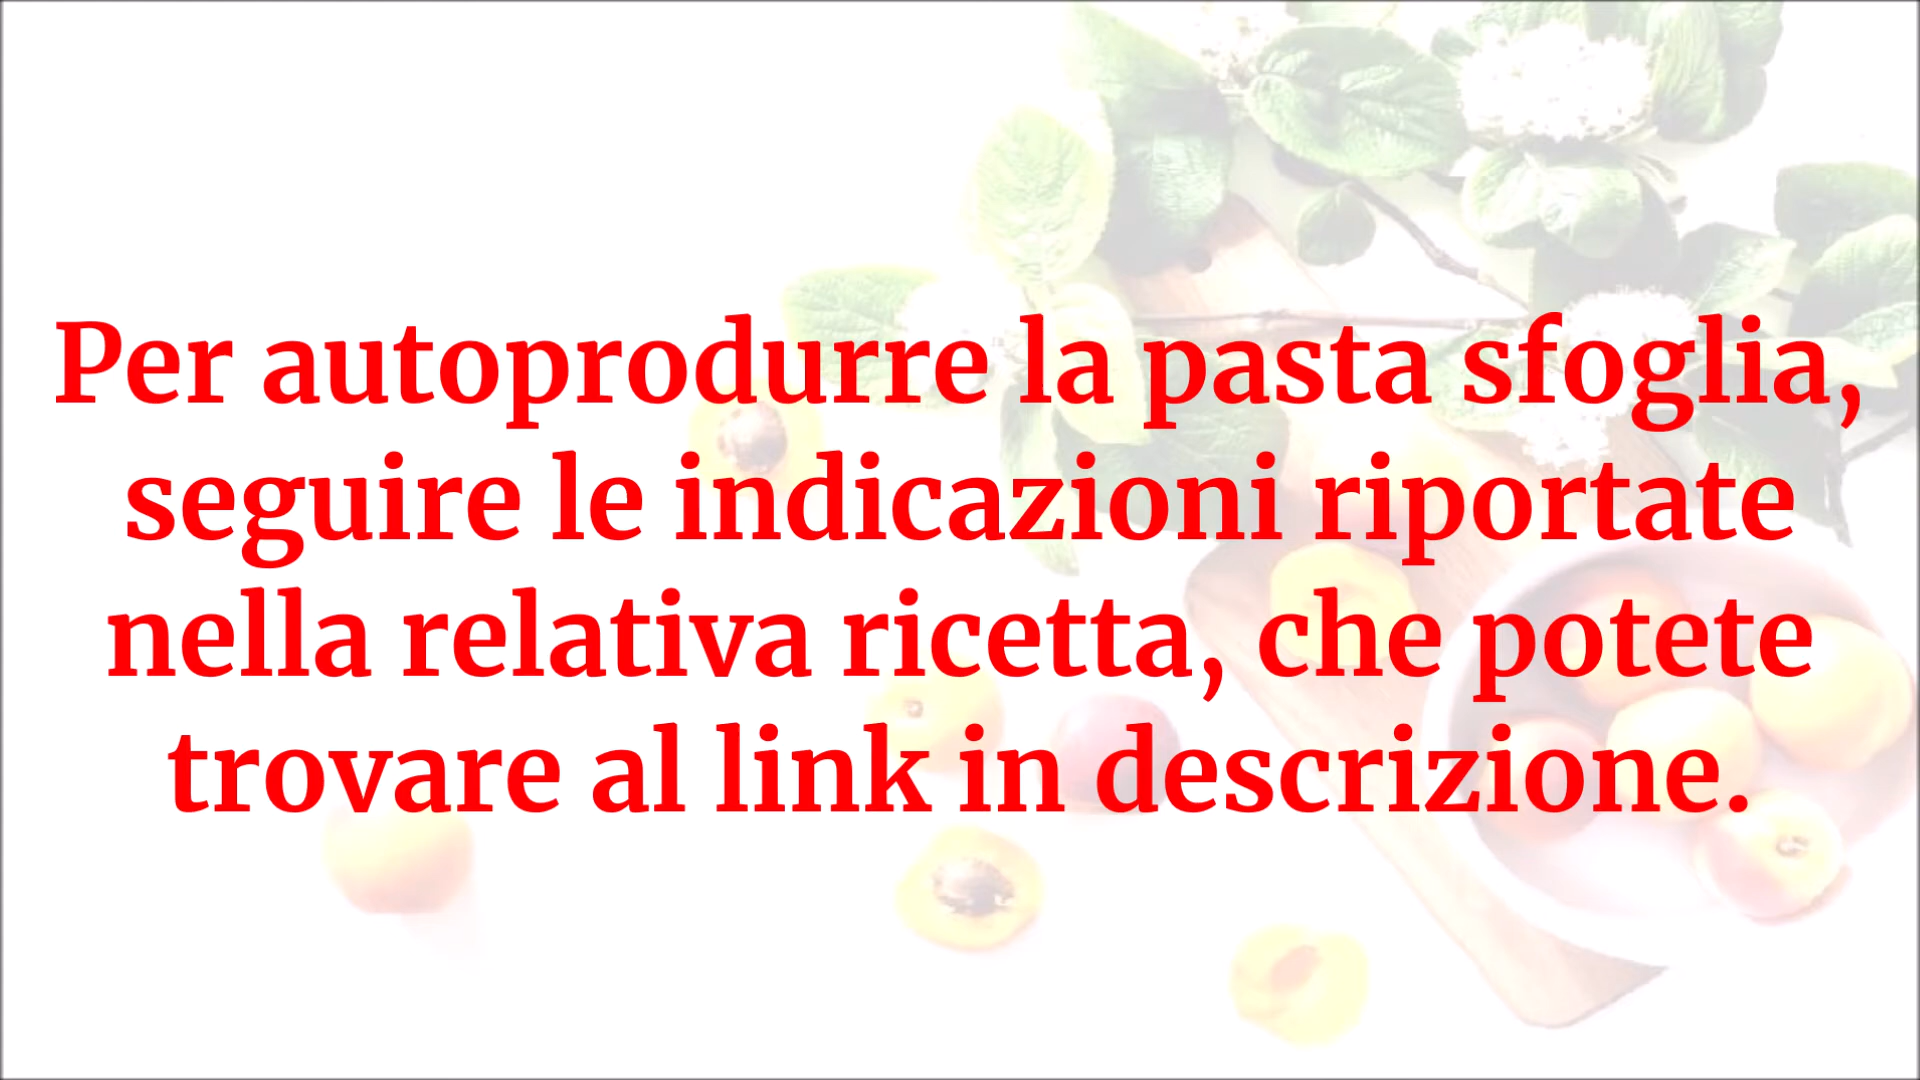 Per autoprodurre la pasta sfoglia,
seguire le indicazioni riportate
nella relativa ricetta, che potete
trovare al link in descrizione.